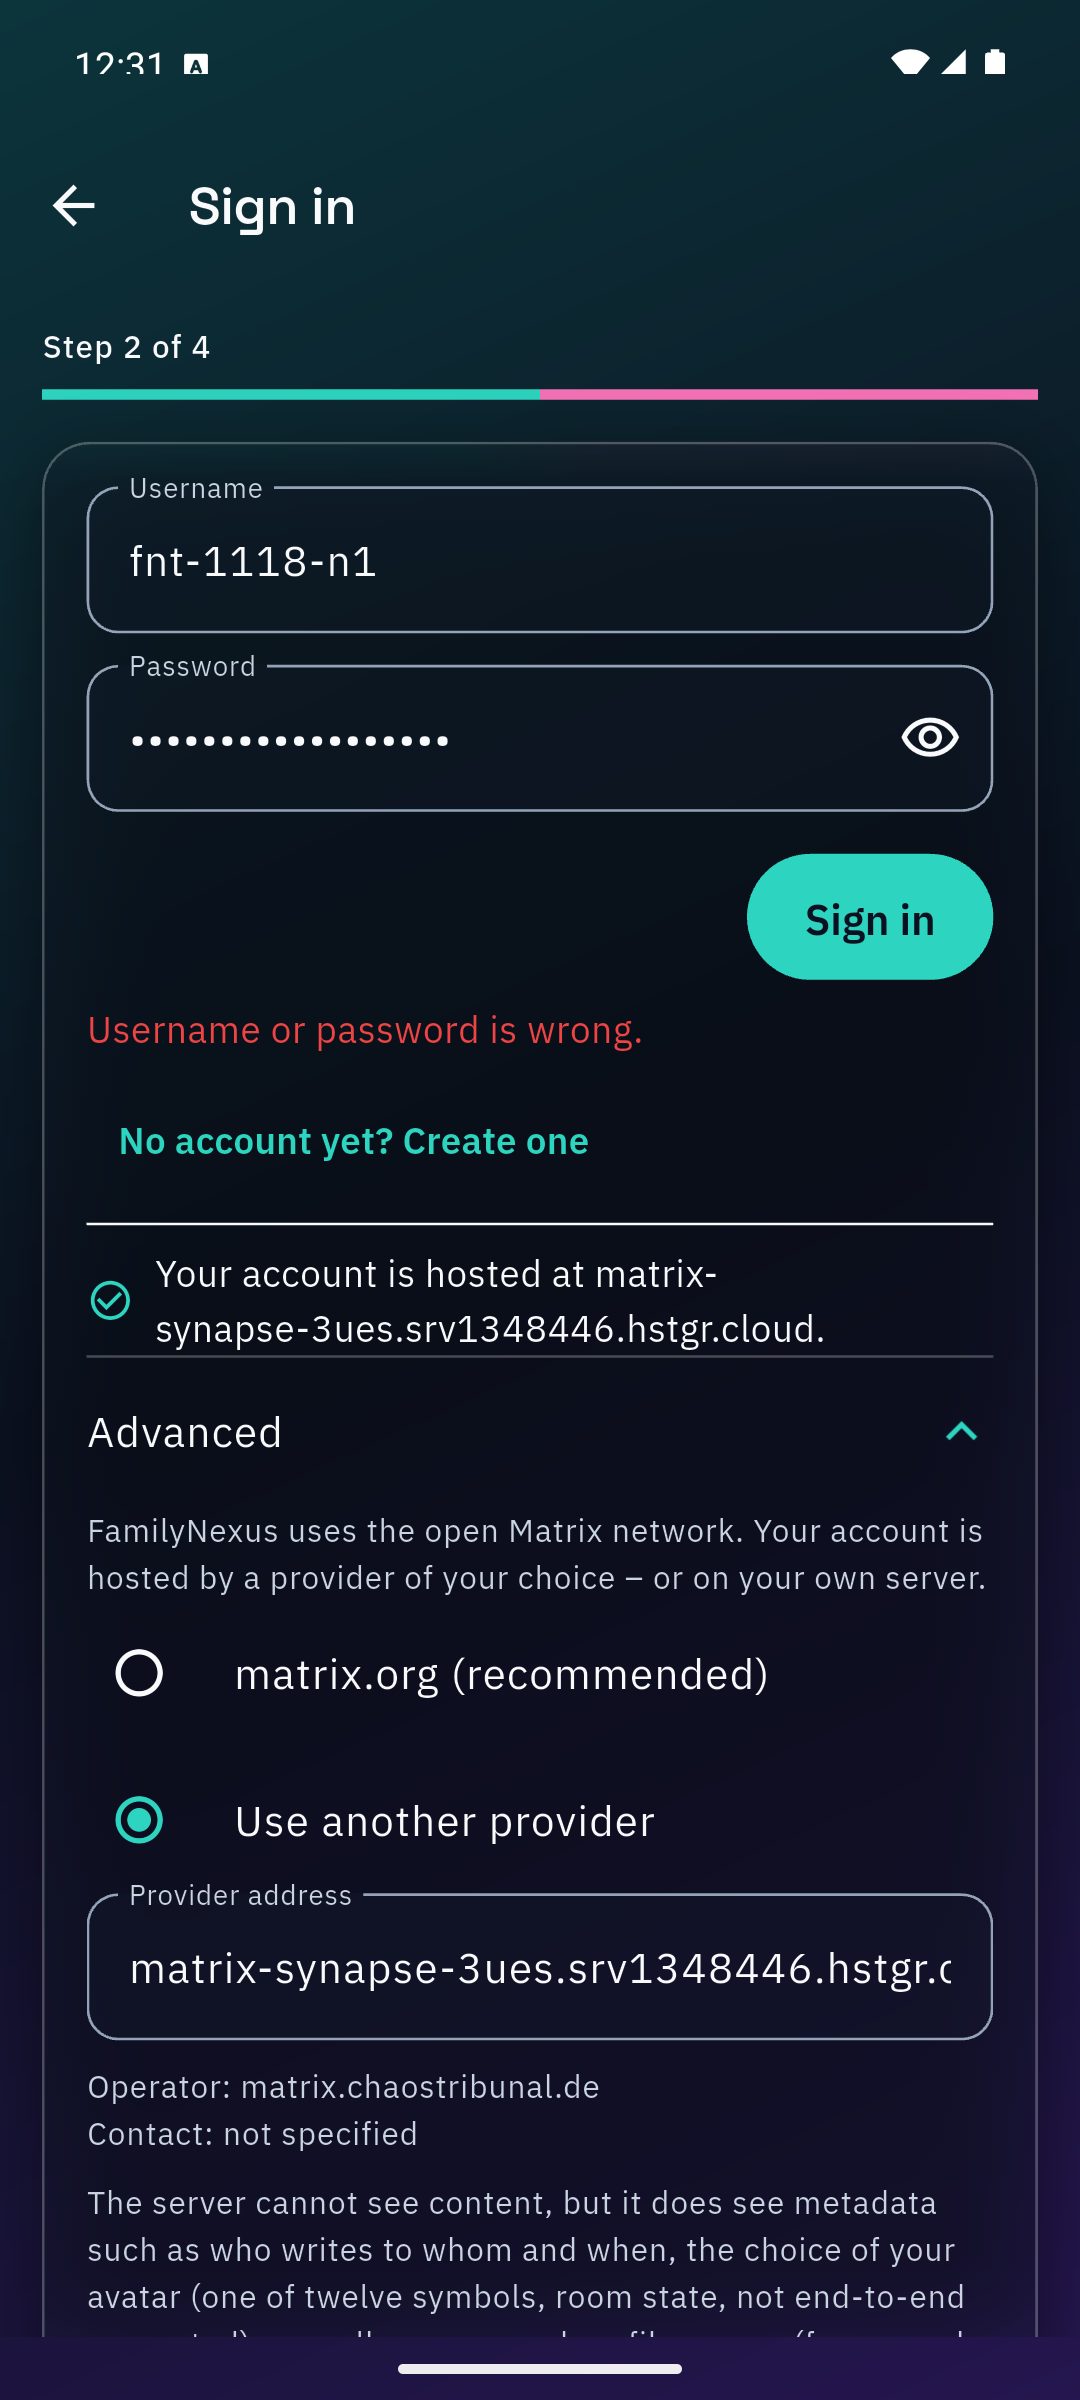 12:31 A
Sign in
Step 2 of 4
Username
fnt-1118-n1
Password
••••••••••••••••••
Sign in
Username or password is wrong.
No account yet? Create one
Your account is hosted at matrix-
synapse-3ues.srv1348446.hstgr.cloud.
Advanced
FamilyNexus uses the open Matrix network. Your account is
hosted by a provider of your choice – or on your own server.
matrix.org (recommended)
Use another provider
Provider address
matrix-synapse-3ues.srv1348446.hstgr.c
Operator: matrix.chaostribunal.de
Contact: not specified
The server cannot see content, but it does see metadata
such as who writes to whom and when, the choice of your
avatar (one of twelve symbols, room state, not end-to-end